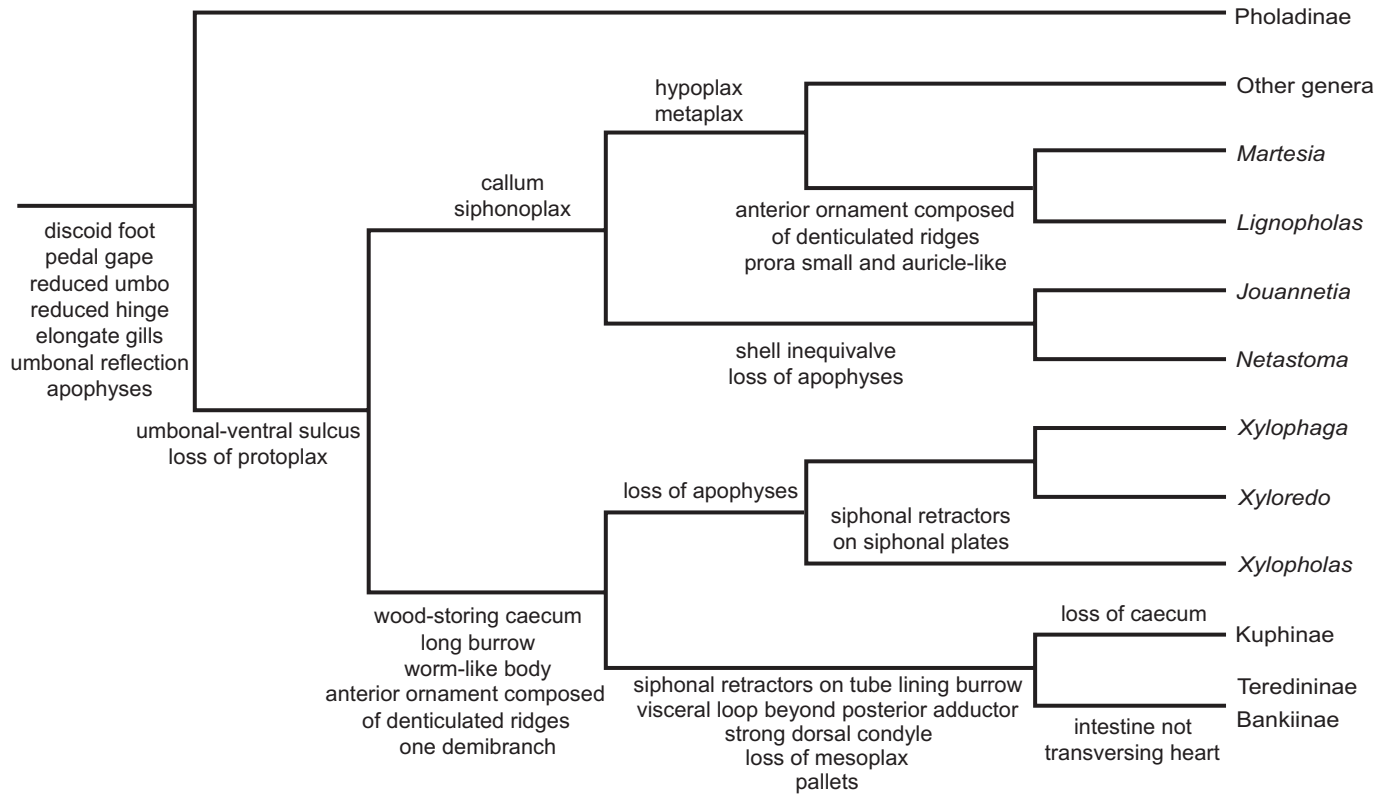 Pholadinae
Other genera
hypoplax
metaplax
Martesia
callum
siphonoplax
anterior ornament composed
of denticulated ridges
prora small and auricle-like
Lignopholas
discoid foot
pedal gape
reduced umbo
reduced hinge
elongate gills
umbonal reflection
apophyses
Jouannetia
shell inequivalve
loss of apophyses
Netastoma
umbonal-ventral sulcus
loss of protoplax
Xylophaga
loss of apophyses
Xyloredo
siphonal retractors
on siphonal plates
Xylopholas
wood-storing caecum
long burrow
worm-like body
anterior ornament composed
of denticulated ridges
one demibranch
loss of caecum
Kuphinae
siphonal retractors on tube lining burrow
visceral loop beyond posterior adductor
strong dorsal condyle
loss of mesoplax
pallets
Teredininae
Bankiinae
intestine not
transversing heart